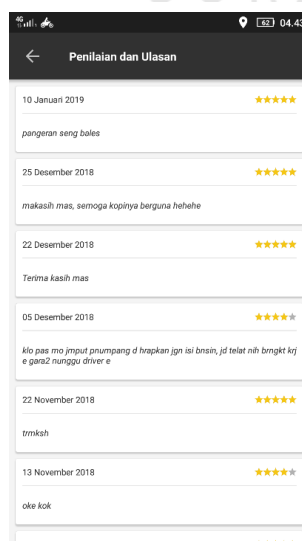 4G
62 04.43
Penilaian dan Ulasan
10 Januari 2019
pangeran seng bales
25 Desember 2018
makasih mas, semoga kopinya berguna hehehe
22 Desember 2018
Terima kasih mas
05 Desember 2018
klo pas mo jmput pnumpang d hrapkan jgn isi bnsin, jd telat nih brngkt krj
e gara2 nunggu driver e
22 November 2018
trmksh
13 November 2018
oke kok